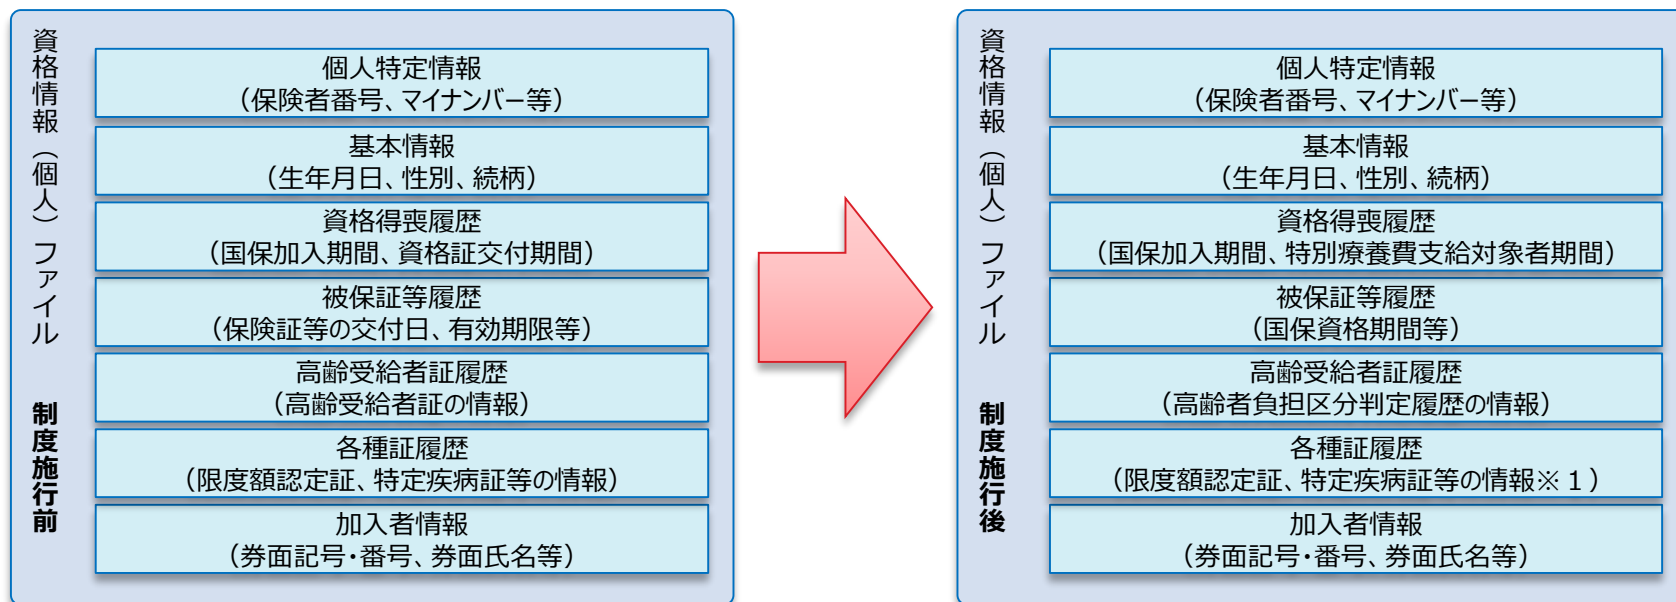 資格情報（個人）ファイル　制度施行前
個人特定情報
（保険者番号、マイナンバー等）
基本情報
（生年月日、性別、続柄）
資格得喪履歴
（国保加入期間、資格証交付期間）
被保証等履歴
（保険証等の交付日、有効期限等）
高齢受給者証履歴
（高齢受給者証の情報）
各種証履歴
（限度額認定証、特定疾病証等の情報）
加入者情報
（券面記号・番号、券面氏名等）
資格情報（個人）ファイル　制度施行後
個人特定情報
（保険者番号、マイナンバー等）
基本情報
（生年月日、性別、続柄）
資格得喪履歴
（国保加入期間、特別療養費支給対象者期間）
被保証等履歴
（国保資格期間等）
高齢受給者証履歴
（高齢者負担区分判定履歴の情報）
各種証履歴
（限度額認定証、特定疾病証等の情報※１）
加入者情報
（券面記号・番号、券面氏名等）